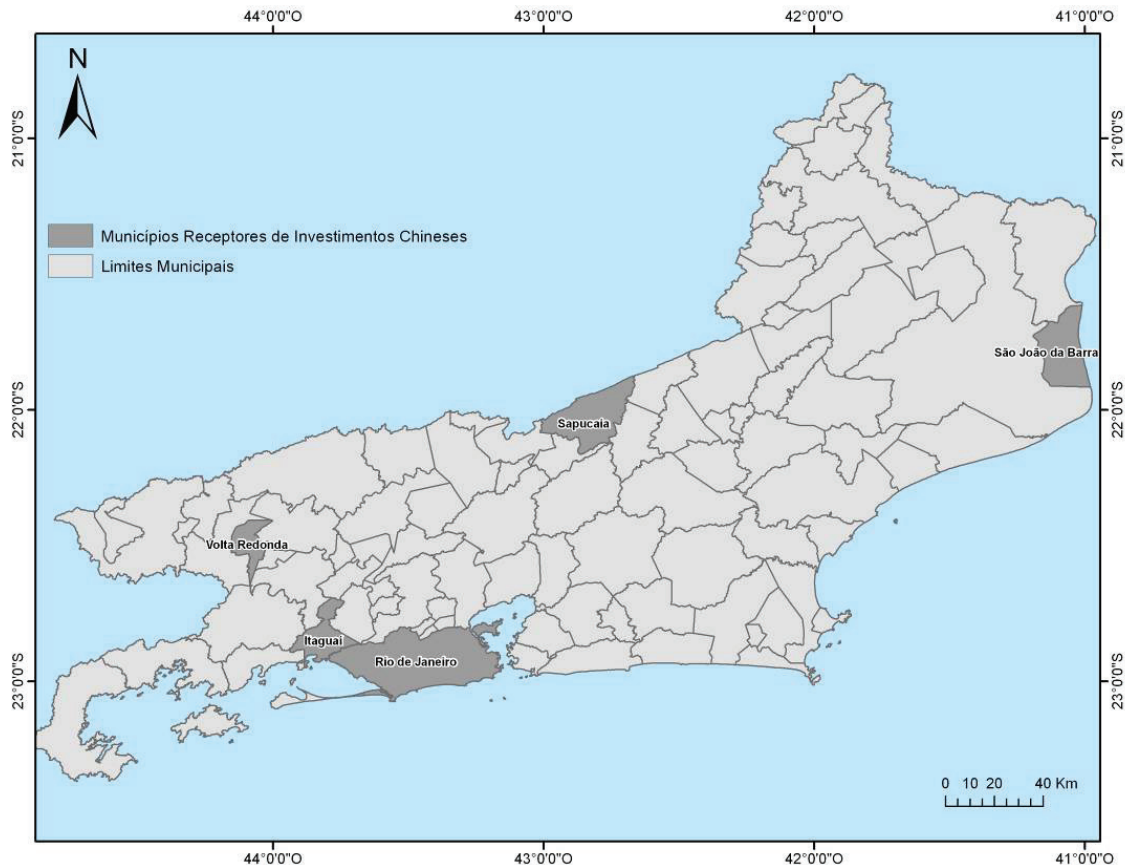 44°0'0"O 43°0'0"O 42°0'0"O 41°0'0"O
N
21°0'0"S 21°0'0"S
Municípios Receptores de Investimentos Chineses
Limites Municipais
São João da Barra
22°0'0"S 22°0'0"S
Sapucaia
Volta Redonda
Itaguaí
Rio de Janeiro
23°0'0"S 23°0'0"S
0 10 20 40 Km
44°0'0"O 43°0'0"O 42°0'0"O 41°0'0"O